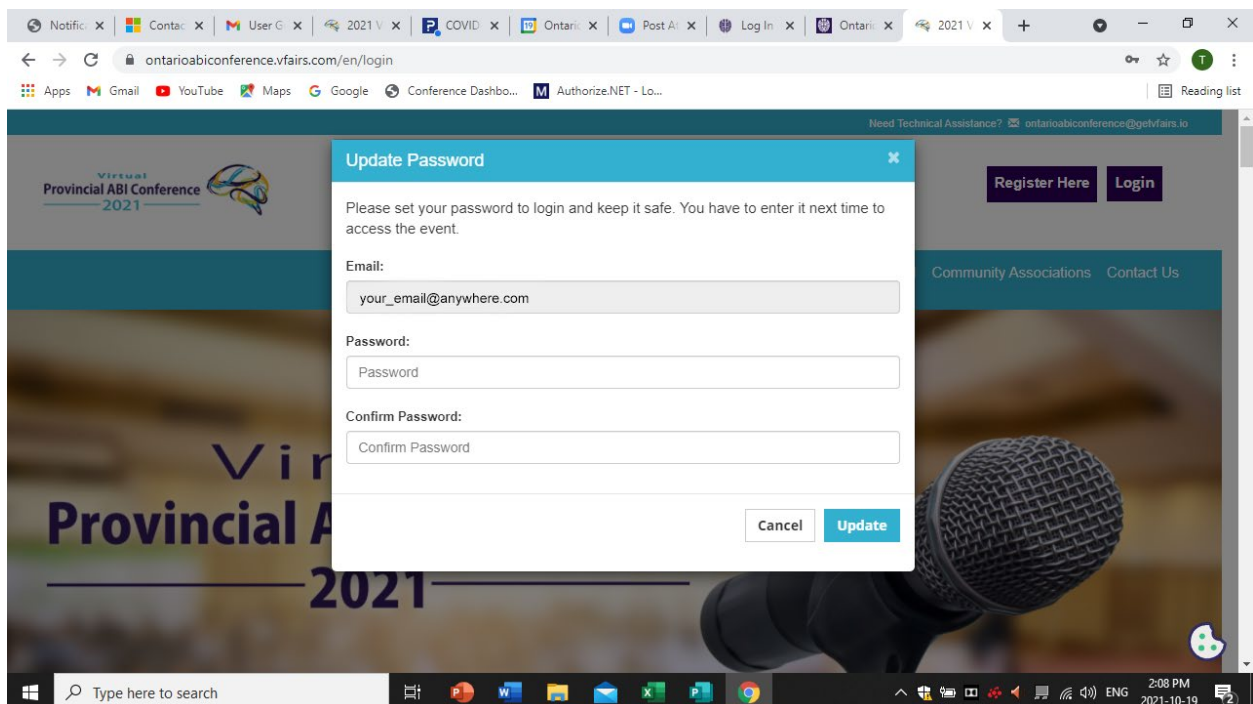 Notific
Contac
User G
2021 V
COVID
Ontaric
Post At
Log In
Ontaric
2021 V
ontarioabiconference.vfairs.com/en/login
T
Apps
Gmail
YouTube
Maps
Google
Conference Dashbo...
Authorize.NET - Lo...
Reading list
Need Technical Assistance? ontarioabiconference@getvfairs.io
Virtual
Provincial ABI Conference
2021
Register Here
Login
Community Associations
Contact Us
Update Password
Please set your password to login and keep it safe. You have to enter it next time to
access the event.
Email:
your_email@anywhere.com
Password:
Password
Confirm Password:
Confirm Password
Cancel
Update
Vir
Provincial A
2021
Type here to search
ENG
2:08 PM
2021-10-19
2